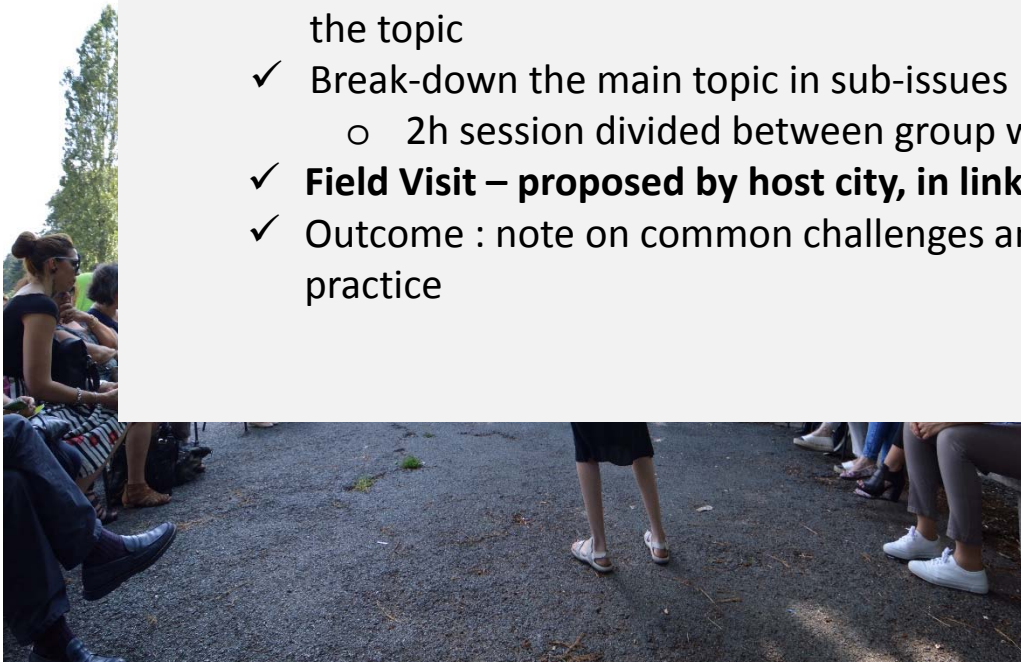 the topic
✓ Break-down the main topic in sub-issues
o 2h session divided between group
✓ Field Visit – proposed by host city, in link
✓ Outcome : note on common challenges
practice